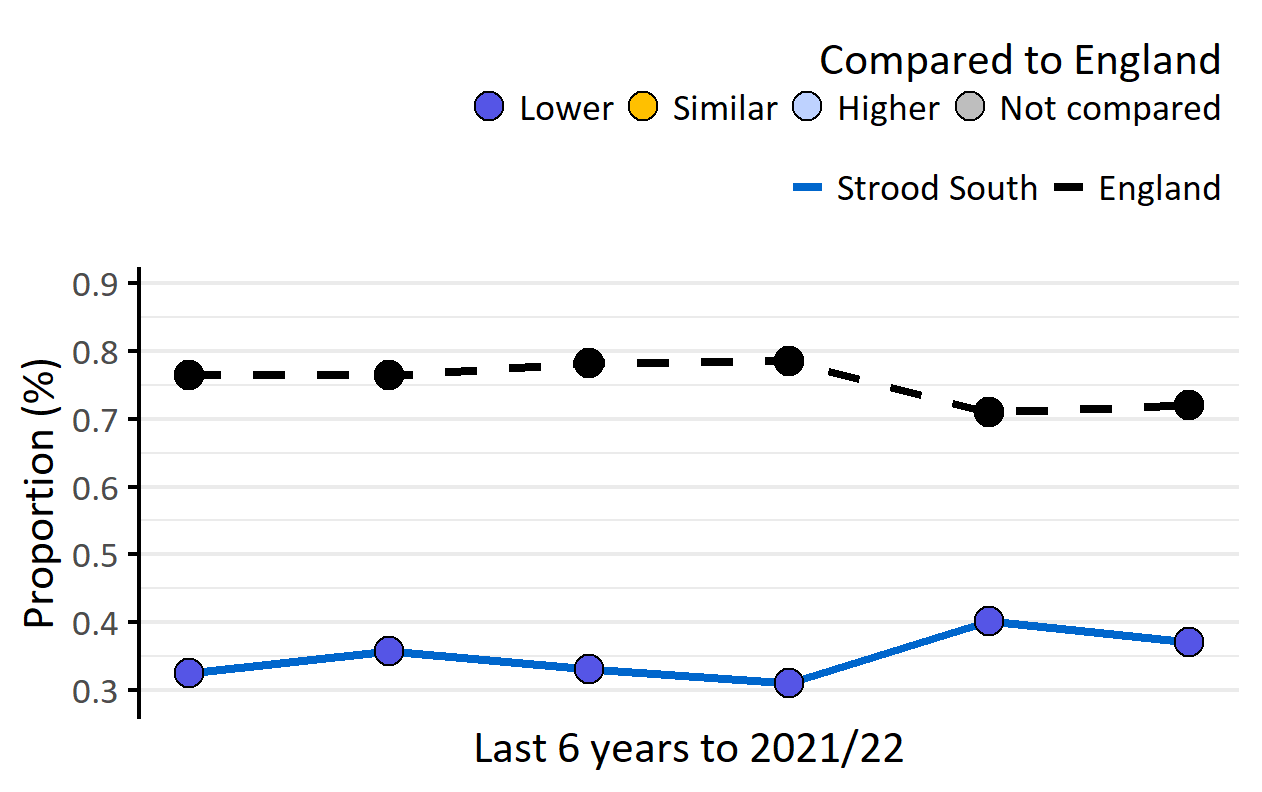 Compared to England
Lower Similar Higher Not compared
Strood South England
Proportion (%)
0.9
0.8
0.7
0.6
0.5
0.4
0.3
Last 6 years to 2021/22